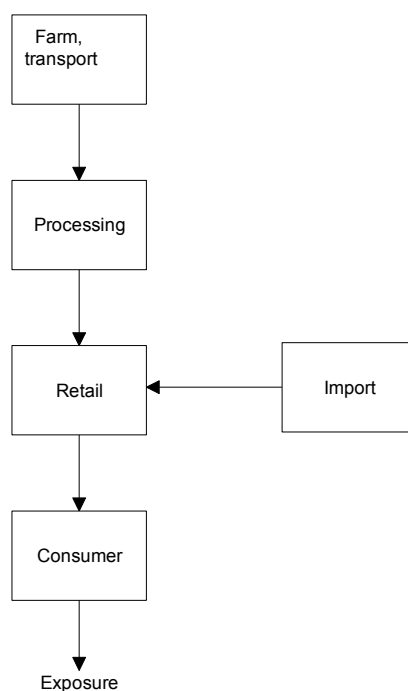 Farm,
transport
Processing
Retail
Import
Consumer
Exposure